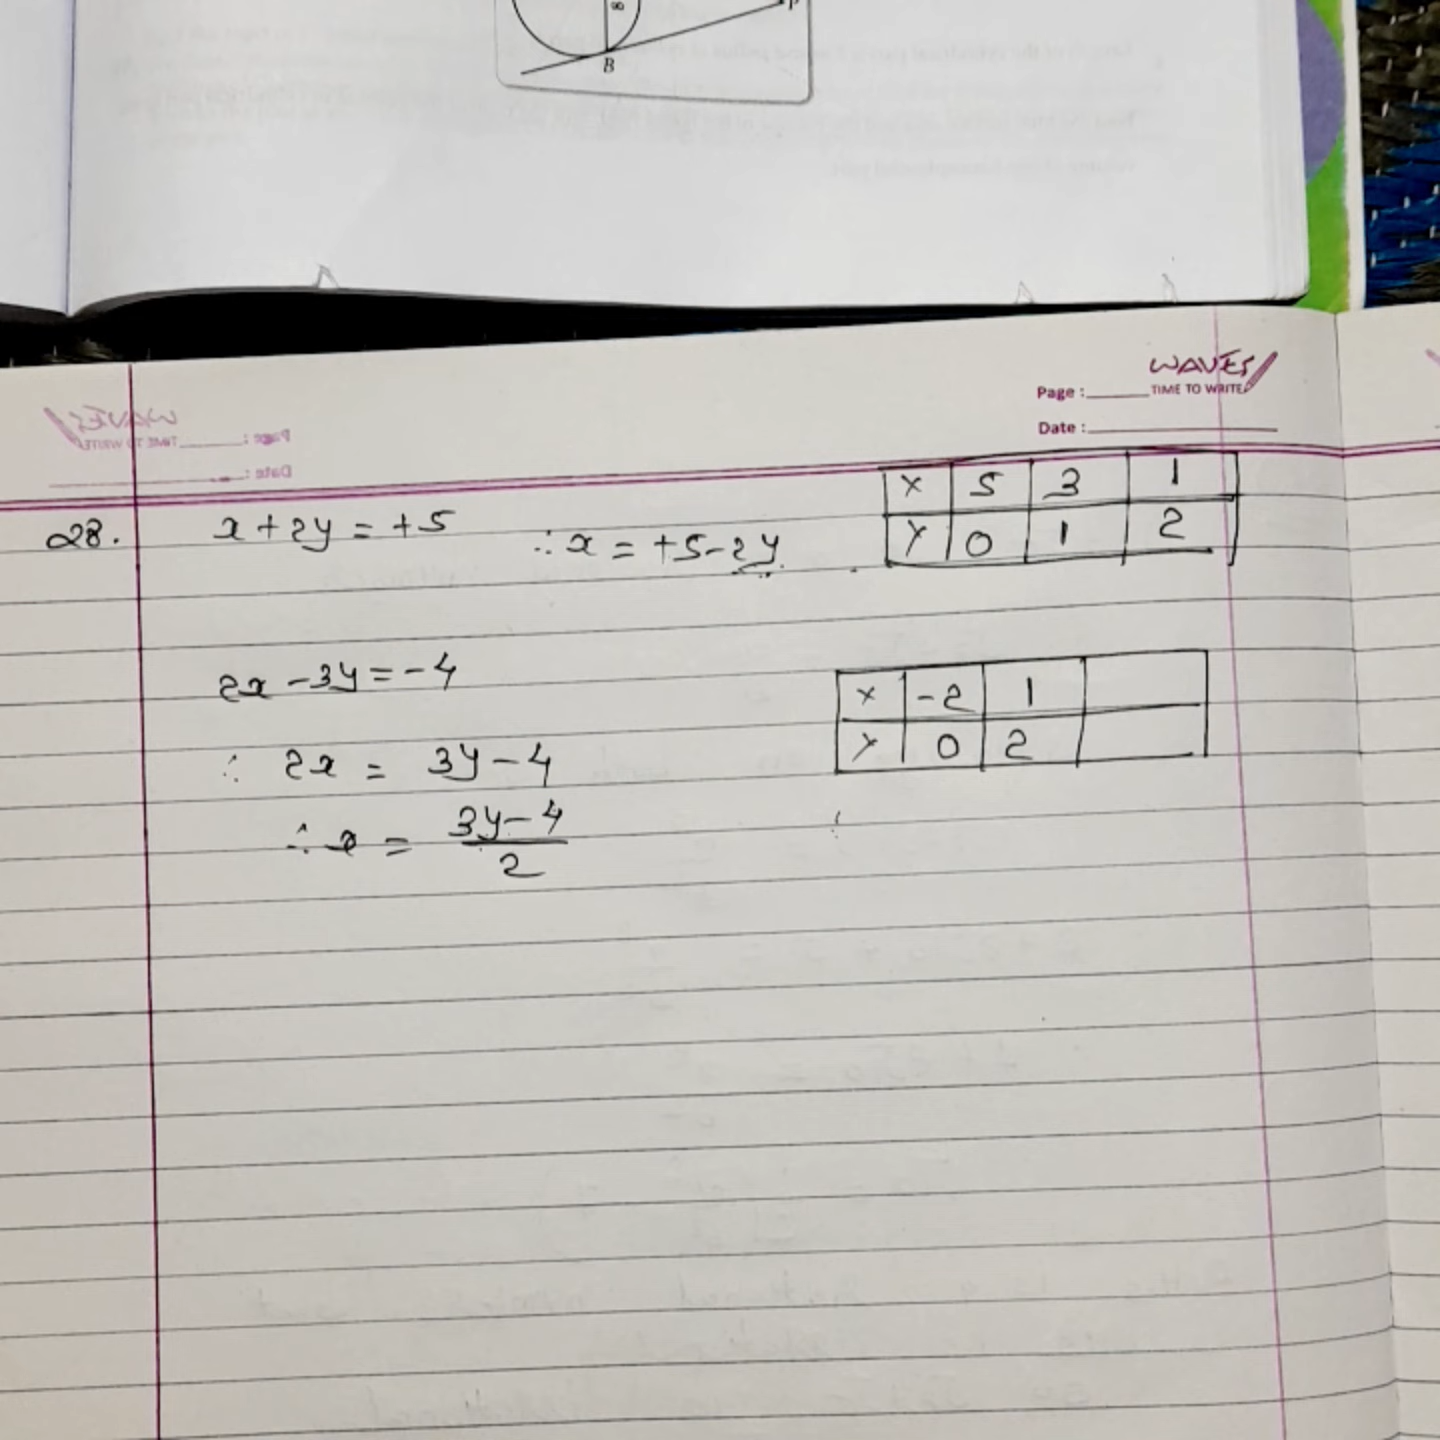 B
P
WAVES
Page : TIME TO WRITE
Date :
28. x + 2y = +5 ∴ x = +5 - 2y
x 5 3 1
y 0 1 2
2x - 3y = -4
x -2 1
y 0 2
∴ 2x = 3y - 4
∴ x = 3y - 4
2